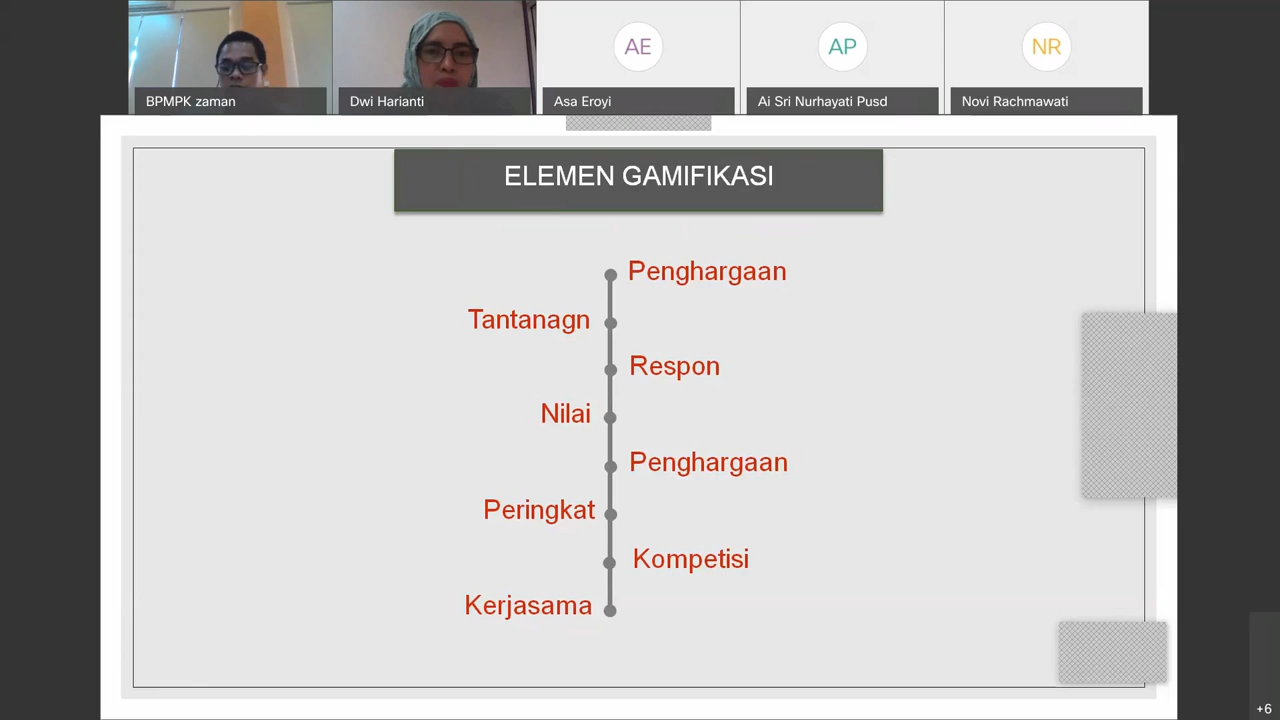 AE
AP
NR
BPMPK zaman
Dwi Harianti
Asa Eroyi
Ai Sri Nurhayati Pusd
Novi Rachmawati
ELEMEN GAMIFIKASI
Penghargaan
Tantanagn
Respon
Nilai
Penghargaan
Peringkat
Kompetisi
Kerjasama
+6